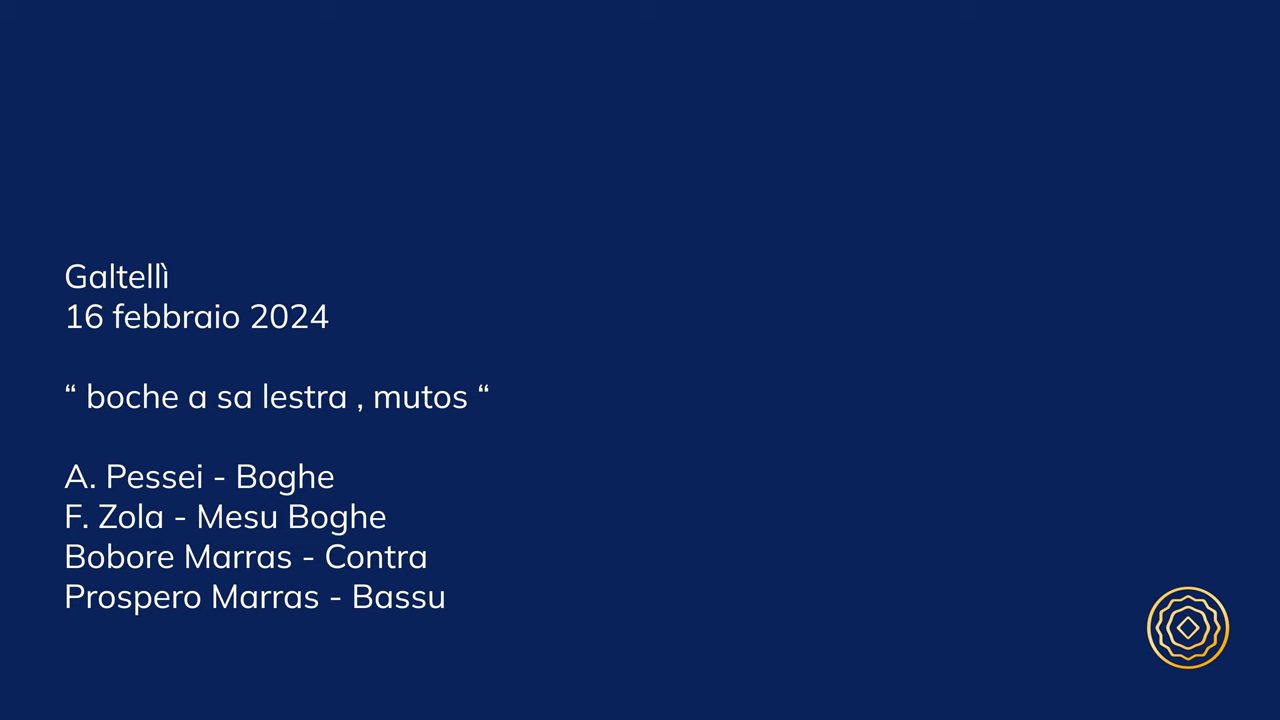 Galtellì
16 febbraio 2024
“ boche a sa lestra , mutos “
A. Pessei - Boghe
F. Zola - Mesu Boghe
Bobore Marras - Contra
Prospero Marras - Bassu